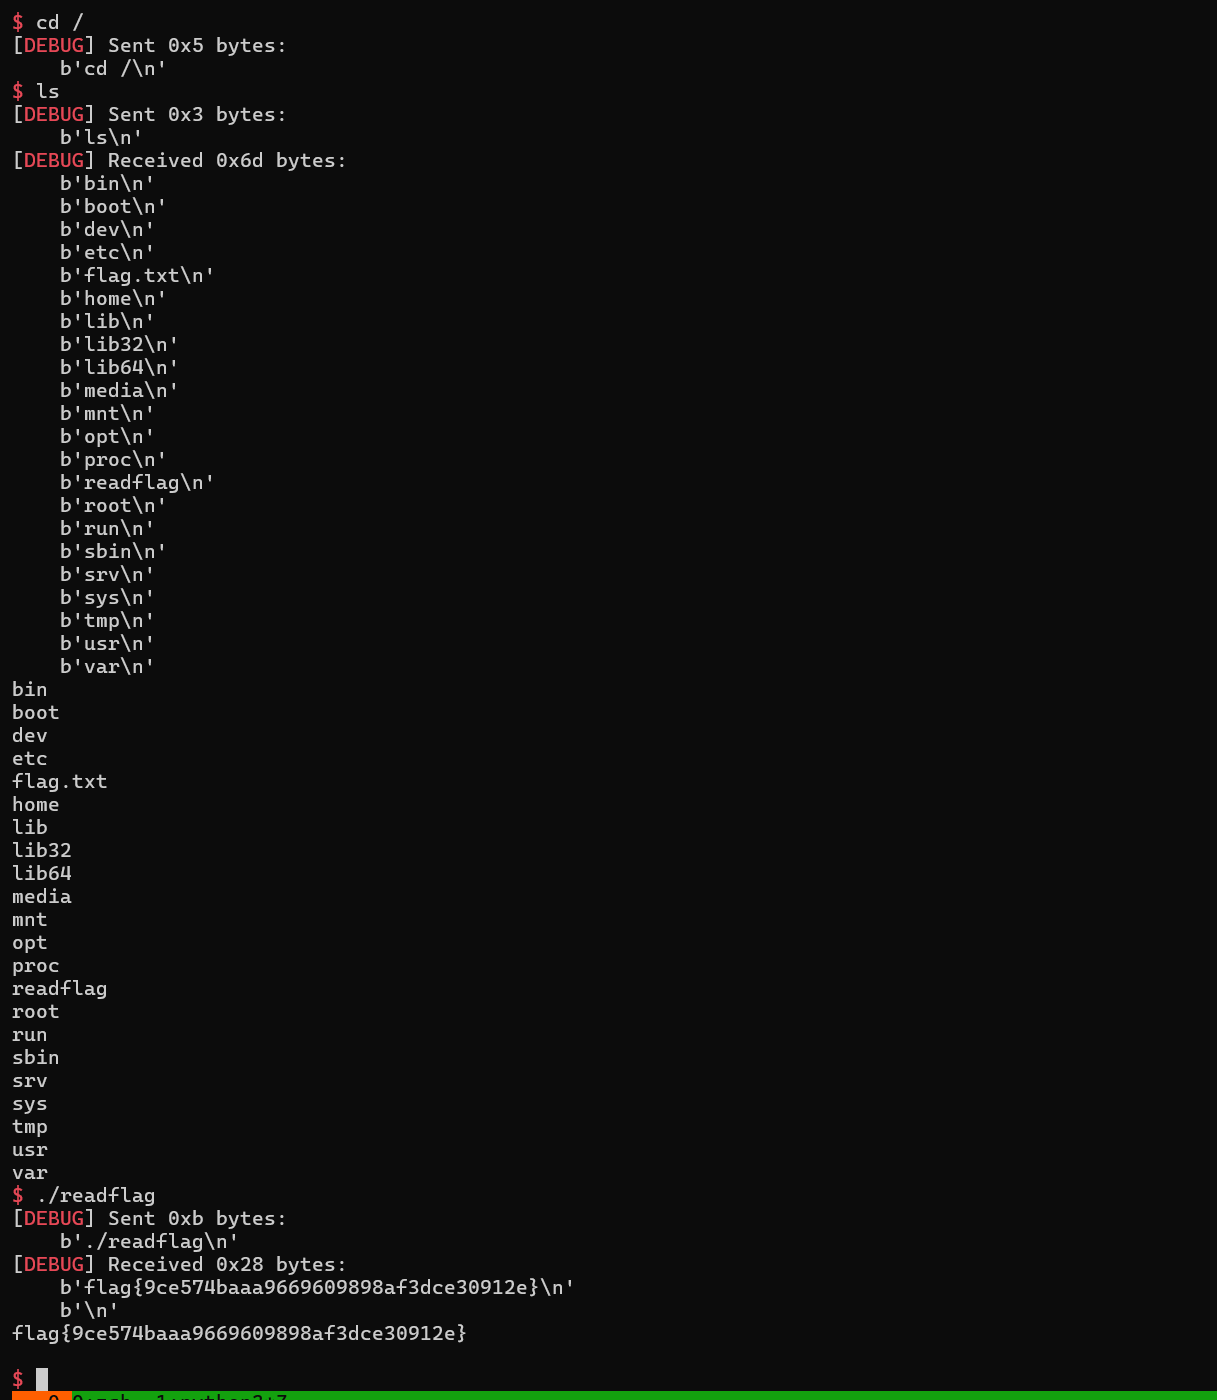 $ cd /
[DEBUG] Sent 0x5 bytes:
    b'cd /\n'
$ ls
[DEBUG] Sent 0x3 bytes:
    b'ls\n'
[DEBUG] Received 0x6d bytes:
    b'bin\n'
    b'boot\n'
    b'dev\n'
    b'etc\n'
    b'flag.txt\n'
    b'home\n'
    b'lib\n'
    b'lib32\n'
    b'lib64\n'
    b'media\n'
    b'mnt\n'
    b'opt\n'
    b'proc\n'
    b'readflag\n'
    b'root\n'
    b'run\n'
    b'sbin\n'
    b'srv\n'
    b'sys\n'
    b'tmp\n'
    b'usr\n'
    b'var\n'
bin
boot
dev
etc
flag.txt
home
lib
lib32
lib64
media
mnt
opt
proc
readflag
root
run
sbin
srv
sys
tmp
usr
var
$ ./readflag
[DEBUG] Sent 0xb bytes:
    b'./readflag\n'
[DEBUG] Received 0x28 bytes:
    b'flag{9ce574baaa9669609898af3dce30912e}\n'
    b'\n'
flag{9ce574baaa9669609898af3dce30912e}
$